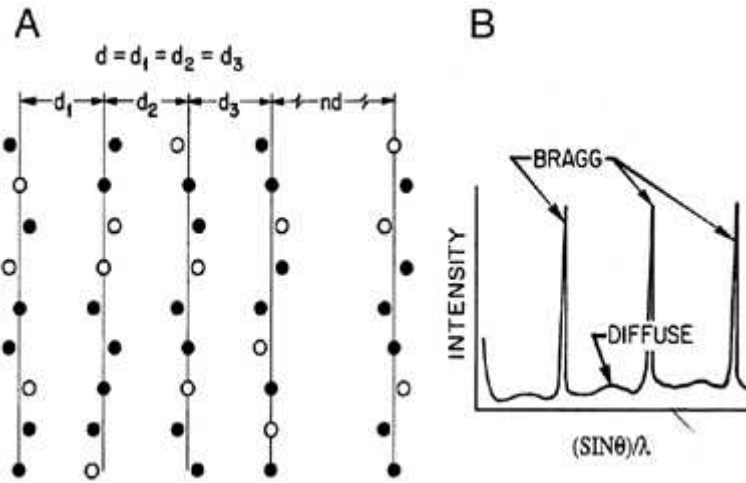 A
d = d₁ = d₂ = d₃
d₁ d₂ d₃ nd
B
BRAGG
INTENSITY
DIFFUSE
(SINθ)/λ